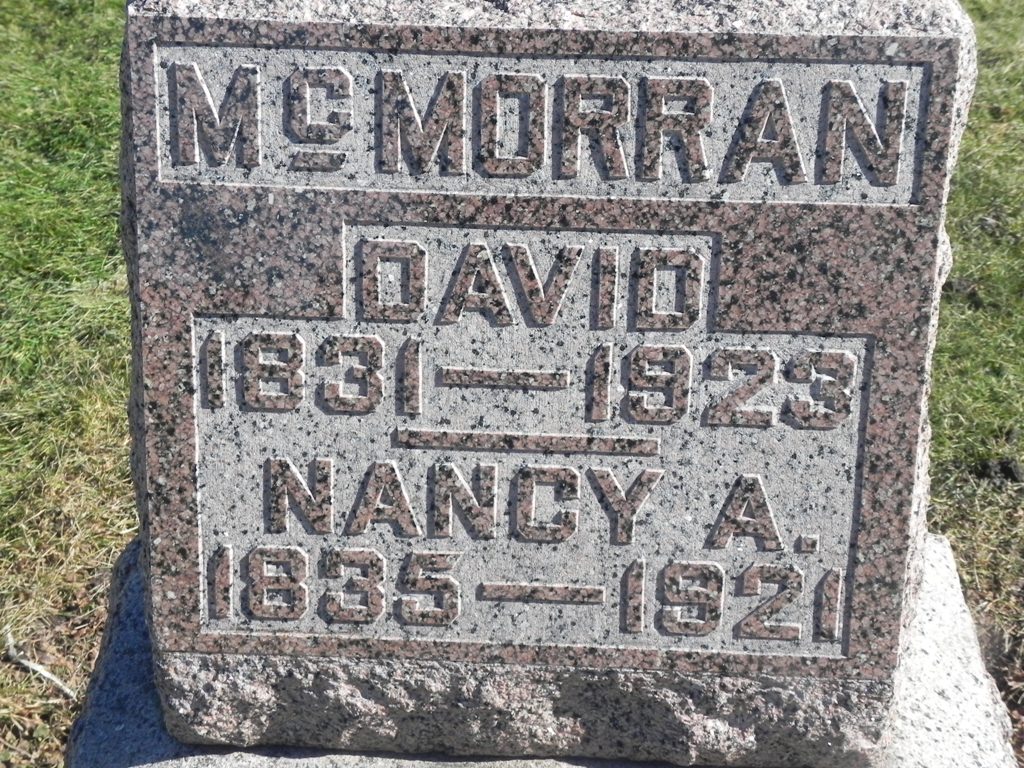 McMORRAN
DAVID
1831 — 1923
NANCY A.
1835 — 1921